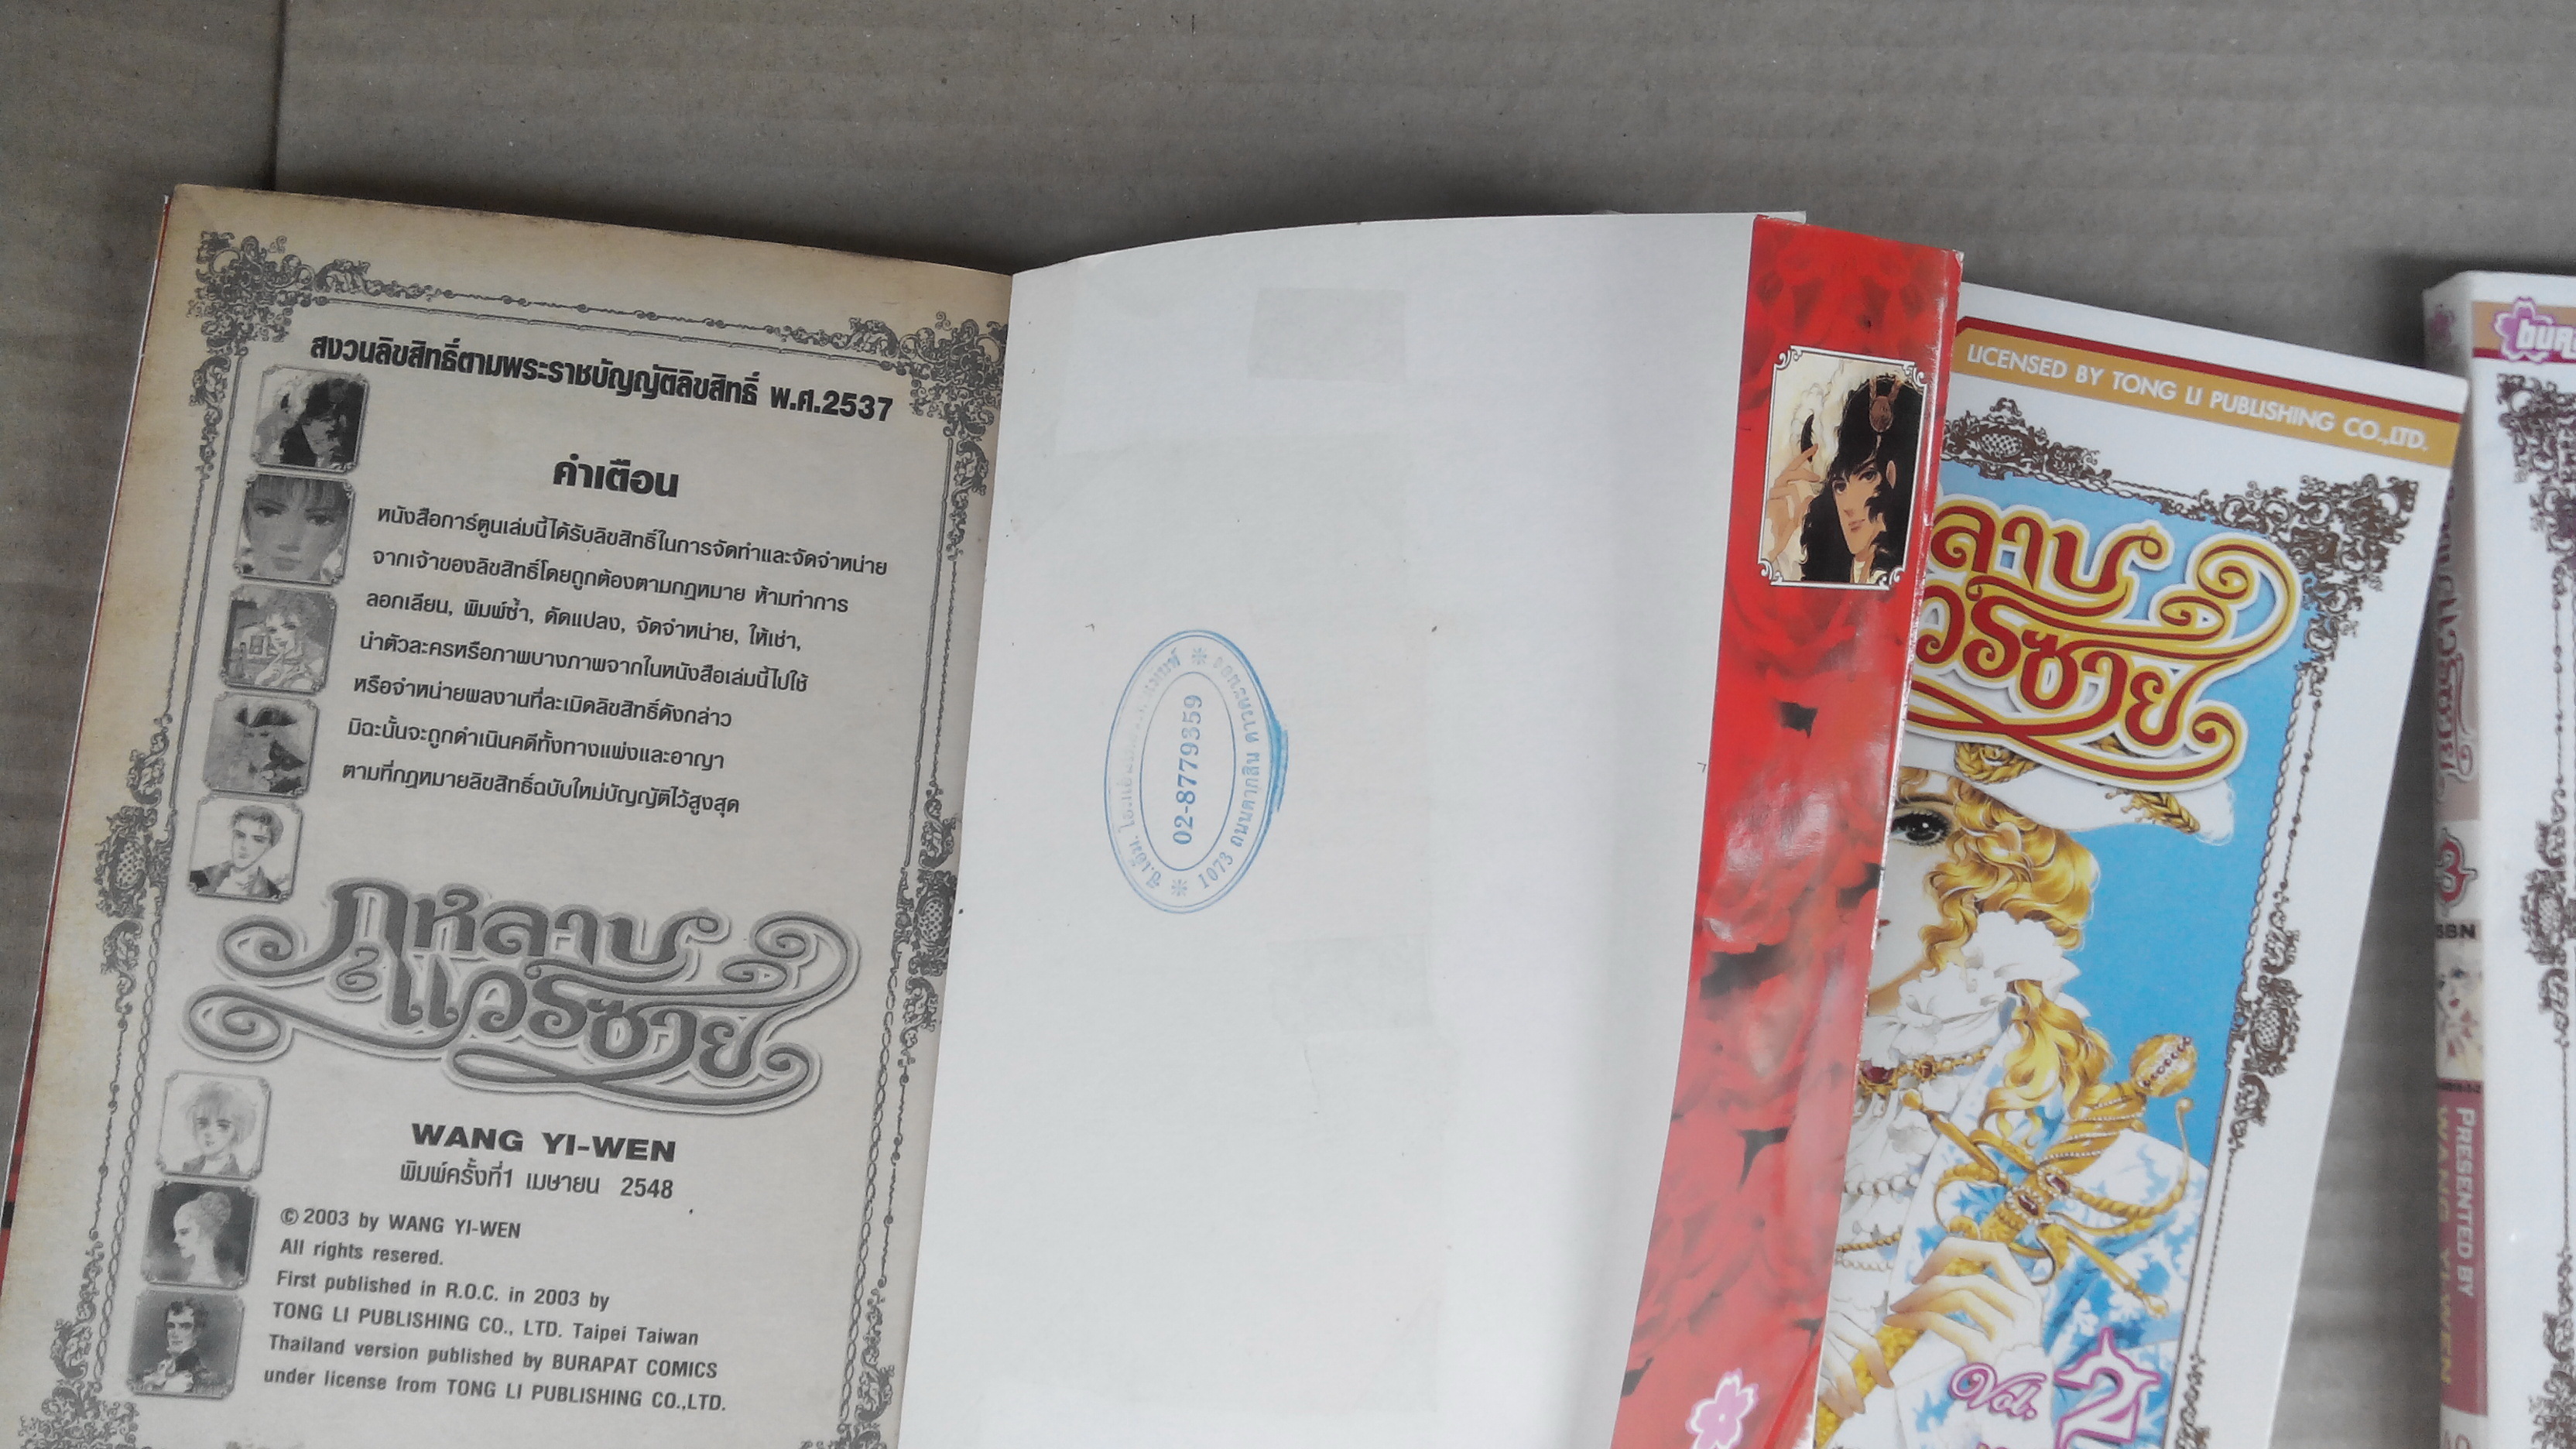 สงวนลิขสิทธิ์ตามพระราชบัญญัติลิขสิทธิ์ พ.ศ.2537
คำเตือน
หนังสือการ์ตูนเล่มนี้ได้รับลิขสิทธิ์ในการจัดทำและจัดจำหน่าย
จากเจ้าของลิขสิทธิ์โดยถูกต้องตามกฎหมาย ห้ามทำการ
ลอกเลียน, พิมพ์ซ้ำ, ดัดแปลง, จัดจำหน่าย, ให้เช่า,
นำตัวละครหรือภาพบางภาพจากในหนังสือเล่มนี้ไปใช้
หรือจำหน่ายผลงานที่ละเมิดลิขสิทธิ์ดังกล่าว
มิฉะนั้นจะถูกดำเนินคดีทั้งทางแพ่งและอาญา
ตามที่กฎหมายลิขสิทธิ์ฉบับใหม่บัญญัติไว้สูงสุด
กุหลาบ
แวร์ซายส์
WANG YI-WEN
พิมพ์ครั้งที่1 เมษายน 2548
©2003 by WANG YI-WEN
All rights resered.
First published in R.O.C. in 2003 by
TONG LI PUBLISHING CO., LTD. Taipei Taiwan
Thailand version published by BURAPAT COMICS
under license from TONG LI PUBLISHING CO.,LTD.
02-8779359
1073 ถนนตากสิน
LICENSED BY TONG LI PUBLISHING CO.,LTD.
Vol. 2
ISBN
PRESENTED BY
WANG YI-WEN